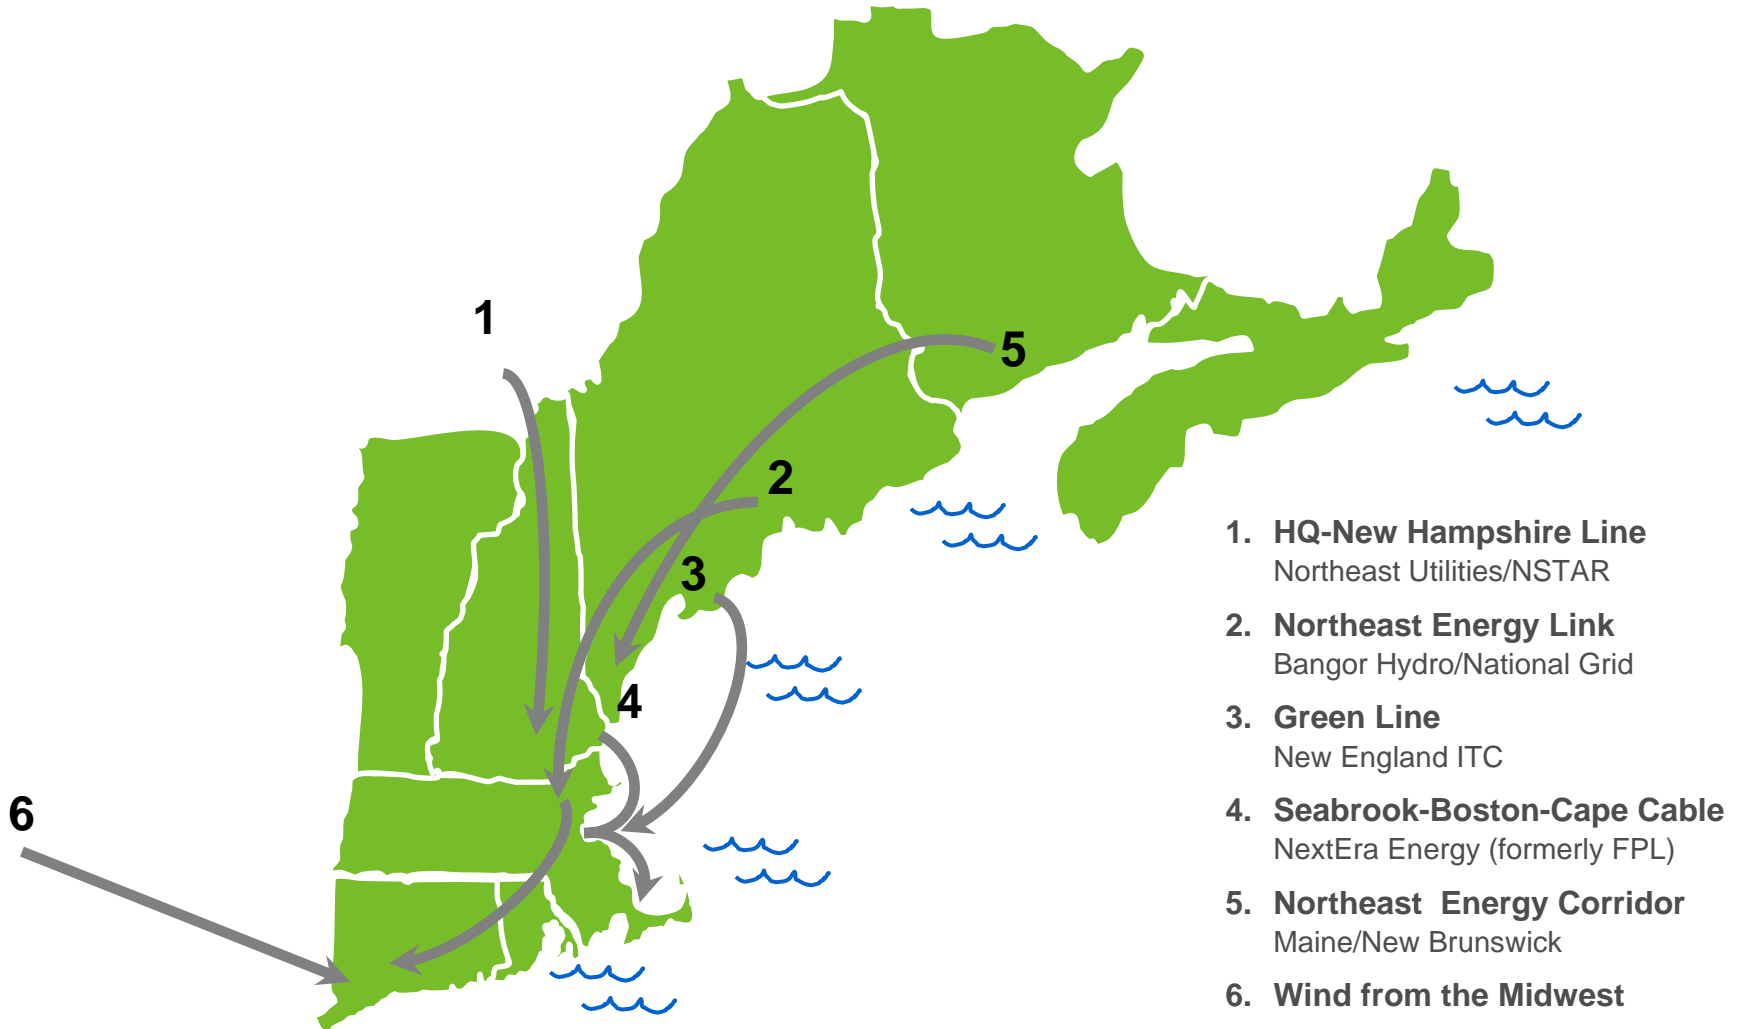 1
5
2
3
4
6
1. HQ-New Hampshire Line
Northeast Utilities/NSTAR
2. Northeast Energy Link
Bangor Hydro/National Grid
3. Green Line
New England ITC
4. Seabrook-Boston-Cape Cable
NextEra Energy (formerly FPL)
5. Northeast  Energy Corridor
Maine/New Brunswick
6. Wind from the Midwest